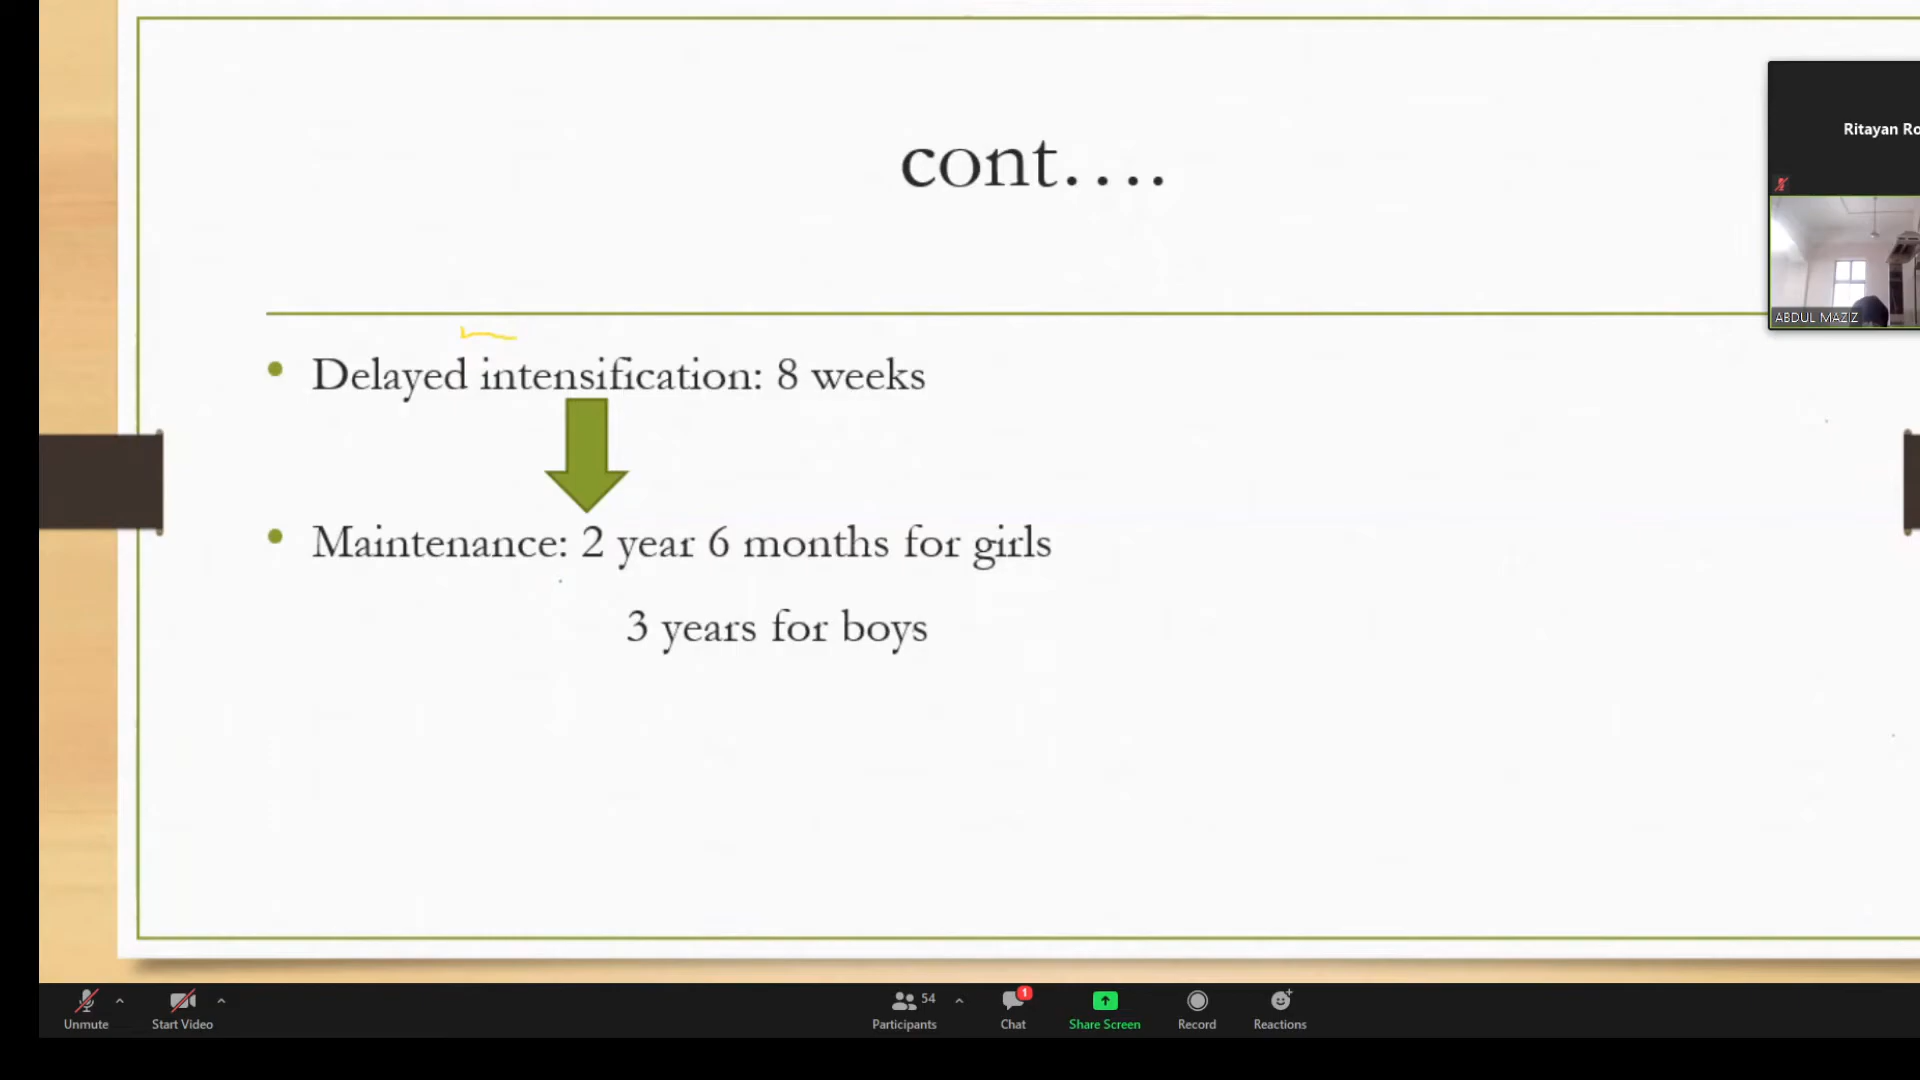 cont....
Ritayan Ro
ABDUL MAZIZ
Delayed intensification: 8 weeks
Maintenance: 2 year 6 months for girls
3 years for boys
Unmute
Start Video
54
Participants
1
Chat
Share Screen
Record
Reactions